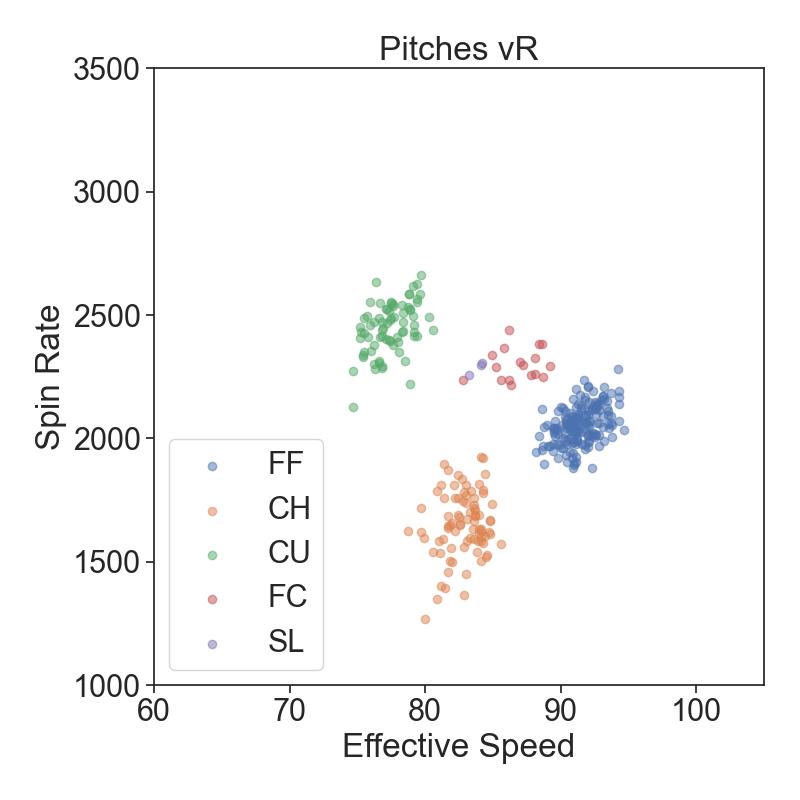 Pitches vR
3500
3000
2500
2000
1500
1000
Spin Rate
FF
CH
CU
FC
SL
60 70 80 90 100
Effective Speed